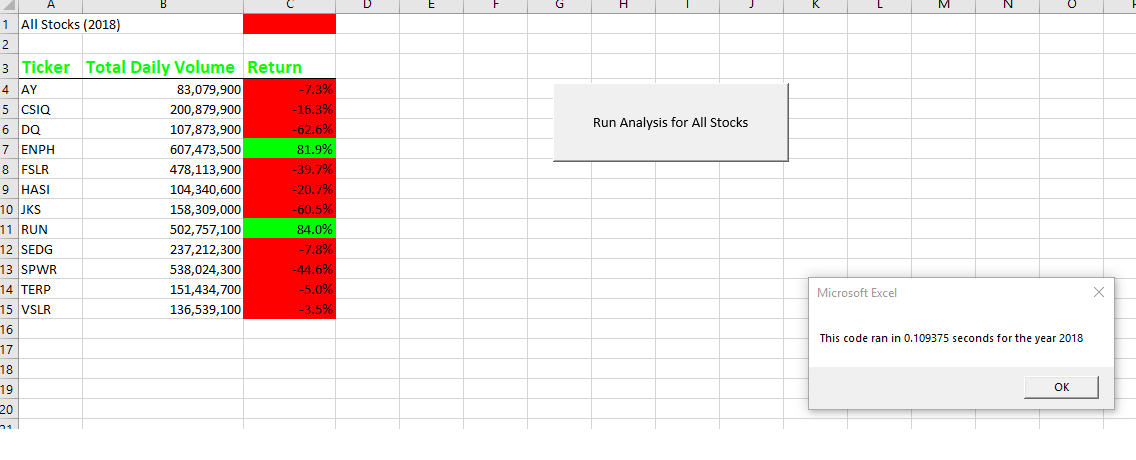 A B C D E F G H I J K L M N O
1 All Stocks (2018)
2
3 Ticker Total Daily Volume Return
4 AY 83,079,900 -7.3%
5 CSIQ 200,879,900 -16.3%
6 DQ 107,873,900 -62.6%
7 ENPH 607,473,500 81.9%
8 FSLR 478,113,900 -39.7%
9 HASI 104,340,600 -20.7%
10 JKS 158,309,000 -60.5%
11 RUN 502,757,100 84.0%
12 SEDG 237,212,300 -7.8%
13 SPWR 538,024,300 -44.6%
14 TERP 151,434,700 -5.0%
15 VSLR 136,539,100 -3.5%
16
17
18
19
20
Run Analysis for All Stocks
Microsoft Excel
This code ran in 0.109375 seconds for the year 2018
OK